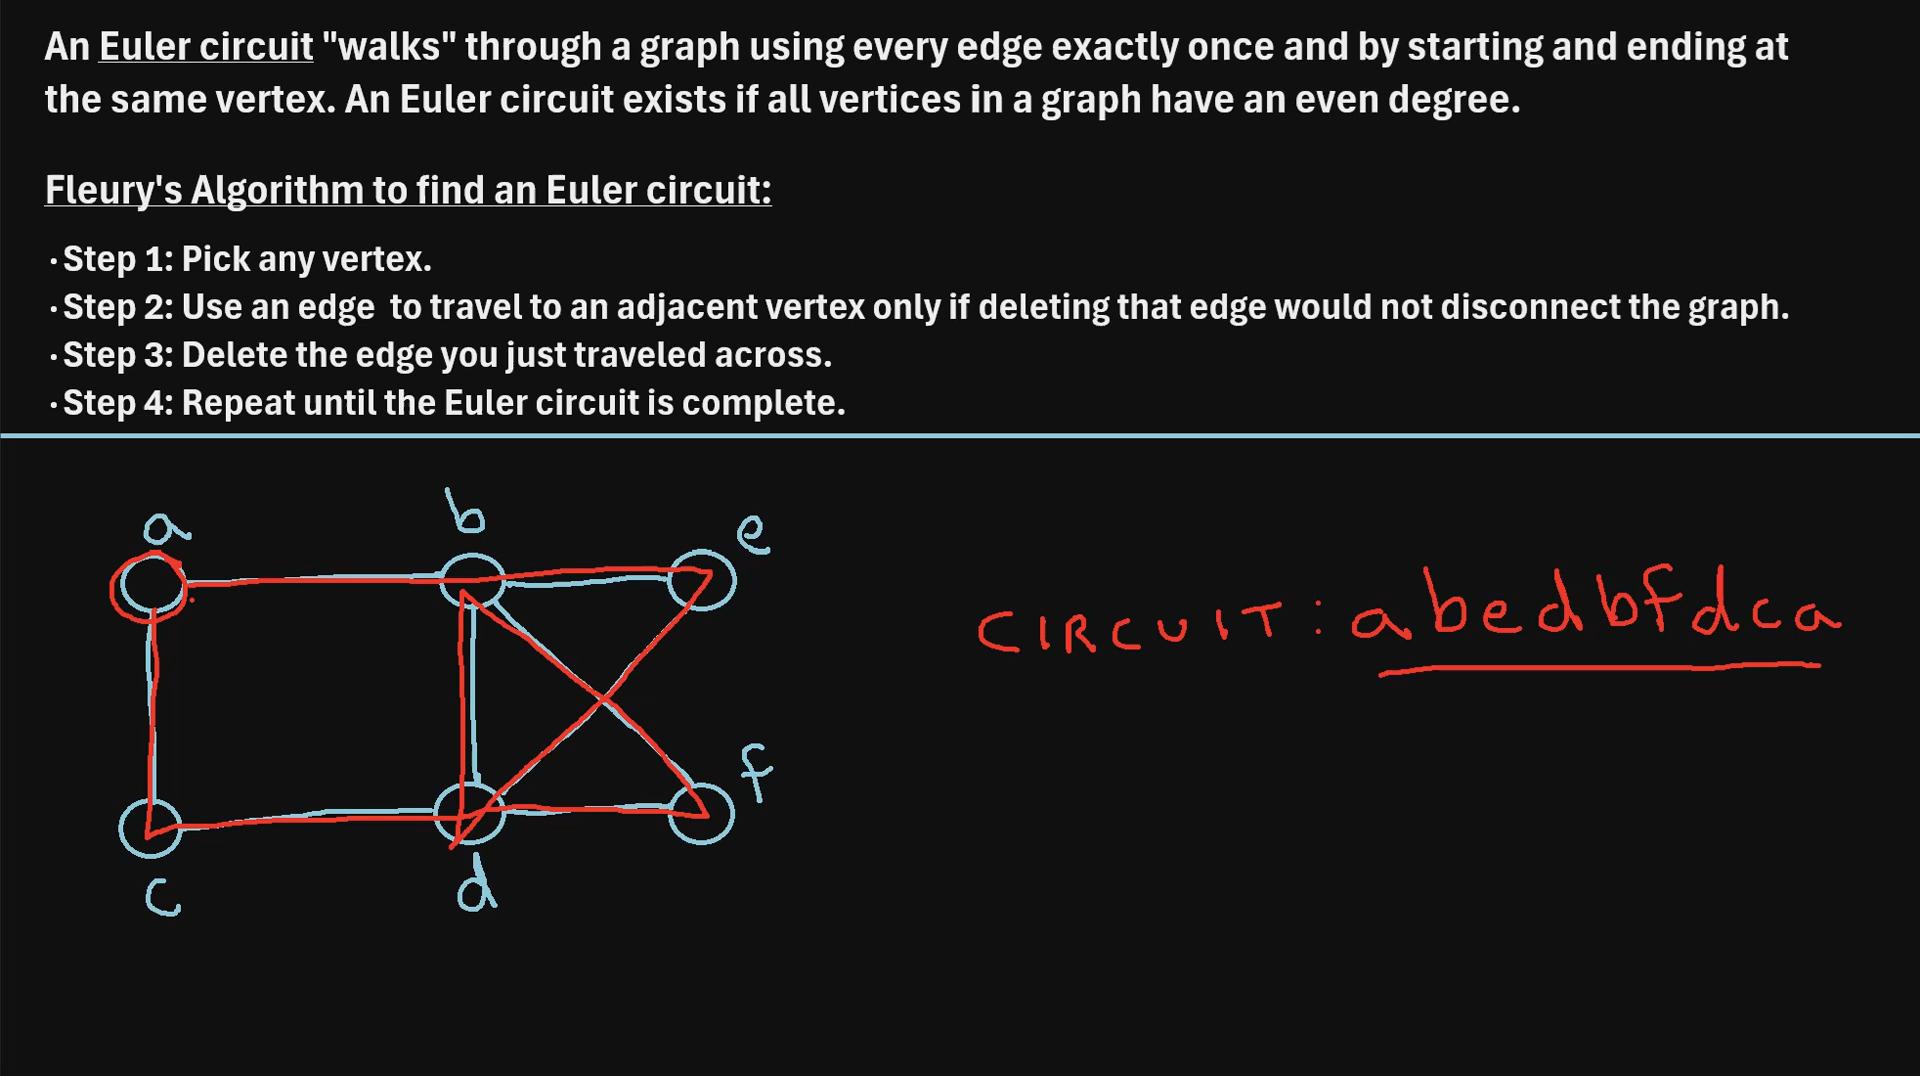 An Euler circuit "walks" through a graph using every edge exactly once and by starting and ending at
the same vertex. An Euler circuit exists if all vertices in a graph have an even degree.
Fleury's Algorithm to find an Euler circuit:
· Step 1: Pick any vertex.
· Step 2: Use an edge  to travel to an adjacent vertex only if deleting that edge would not disconnect the graph.
· Step 3: Delete the edge you just traveled across.
· Step 4: Repeat until the Euler circuit is complete.
a b e
CIRCUIT: abedbfdca
f
c d